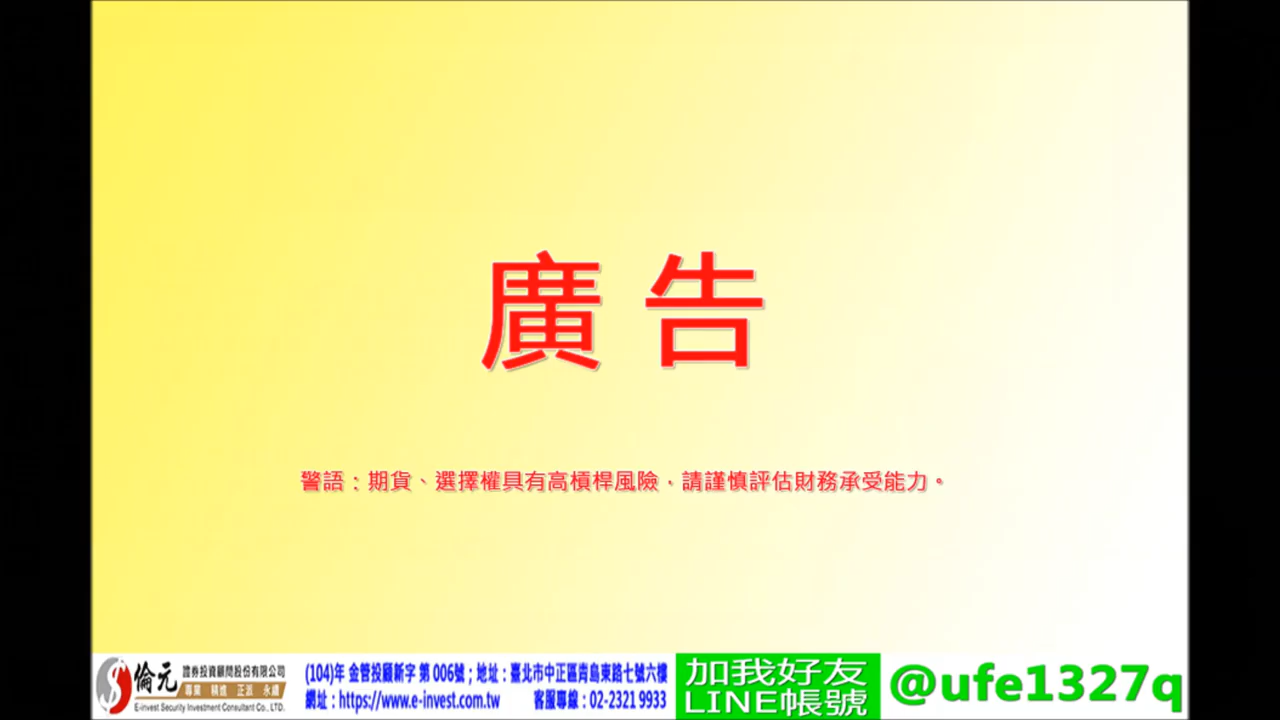 廣告
警語：期貨、選擇權具有高槓桿風險，請謹慎評估財務承受能力。
倫元 證券投資顧問股份有限公司
專業 精進 正派 永續
E-invest Security Investment Consultant Co., LTD.
(104)年 金管投顧新字 第 006號；地址：臺北市中正區青島東路七號六樓
網址：https://www.e-invest.com.tw 客服專線：02-2321 9933
加我好友
LINE帳號
@ufe1327q